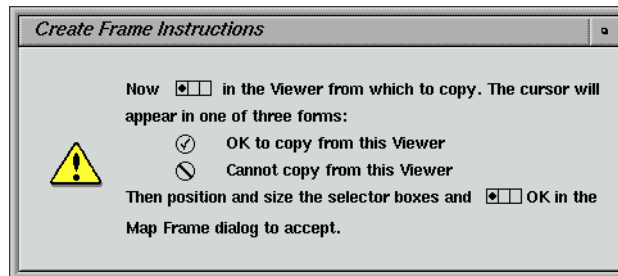 Create Frame Instructions
Now in the Viewer from which to copy. The cursor will
appear in one of three forms:
OK to copy from this Viewer
Cannot copy from this Viewer
Then position and size the selector boxes and OK in the
Map Frame dialog to accept.